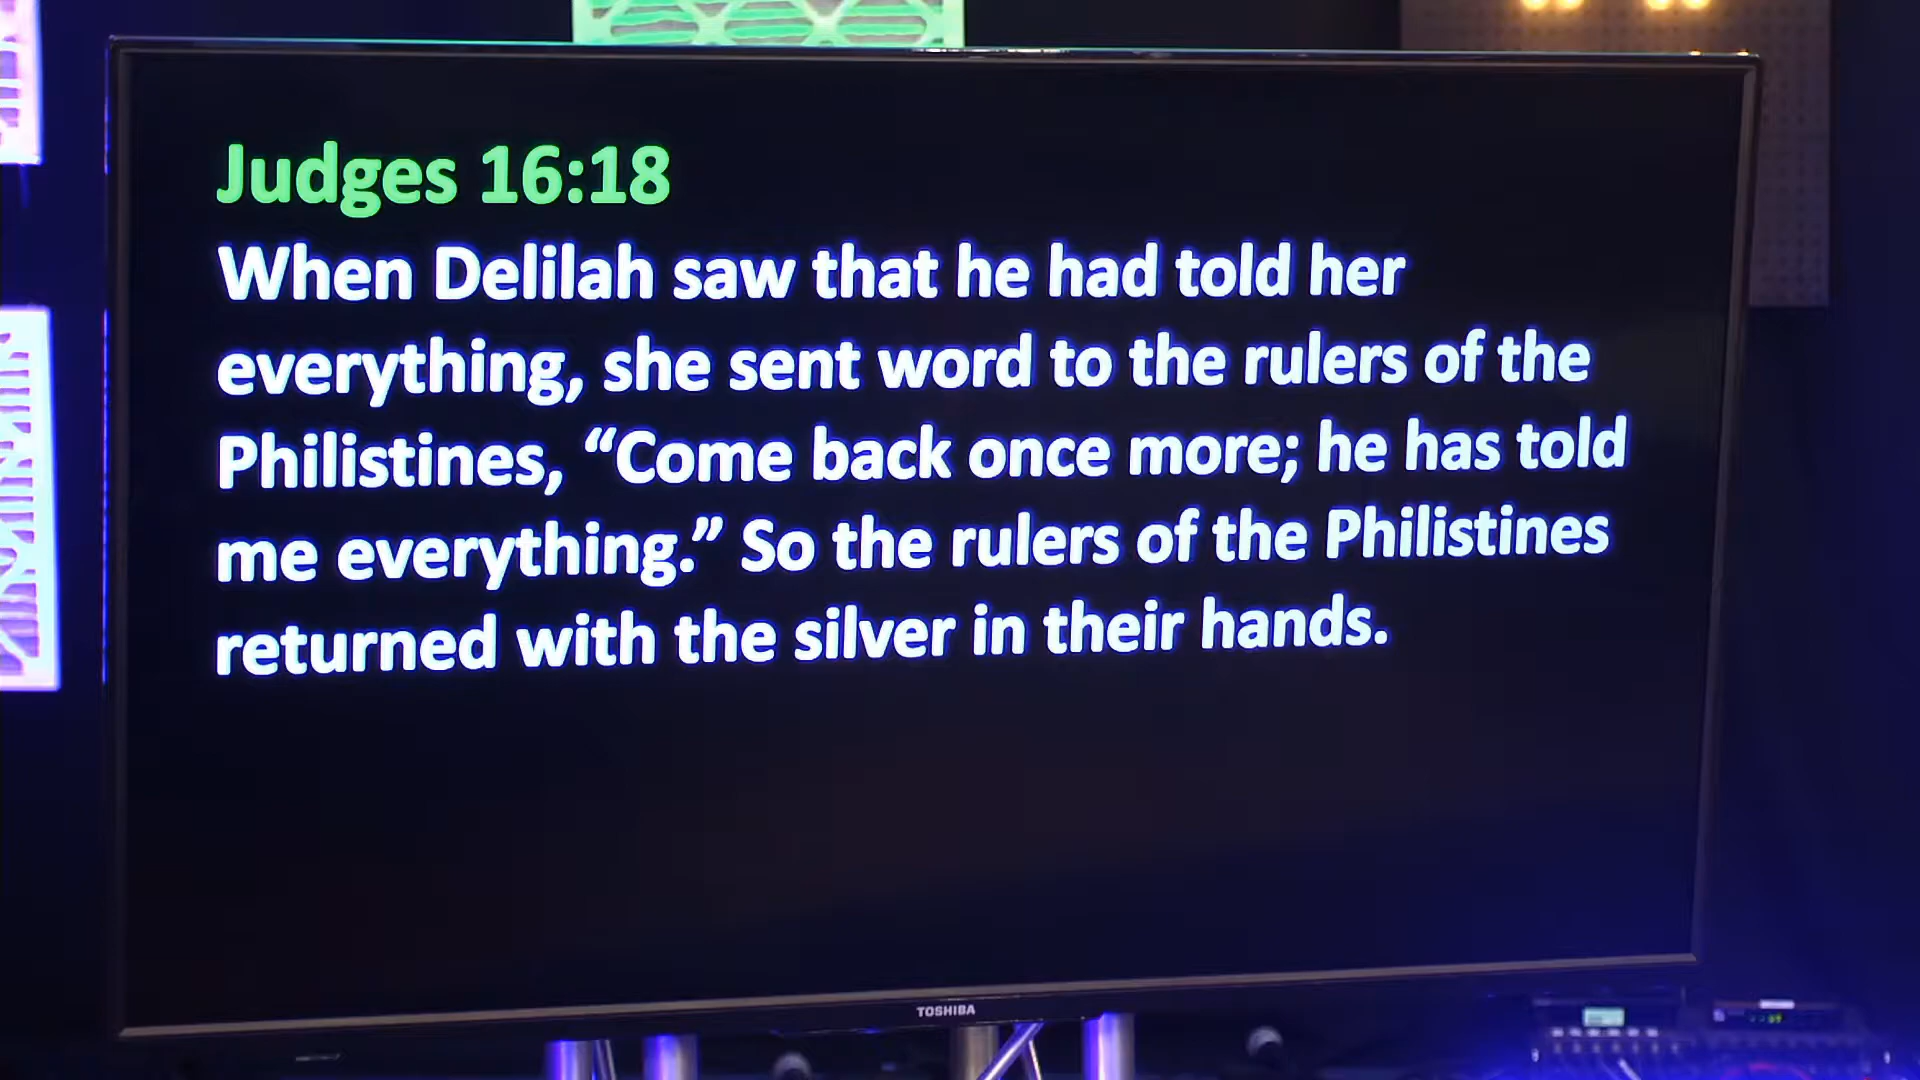 Judges 16:18
When Delilah saw that he had told her
everything, she sent word to the rulers of the
Philistines, “Come back once more; he has told
me everything.” So the rulers of the Philistines
returned with the silver in their hands.
TOSHIBA